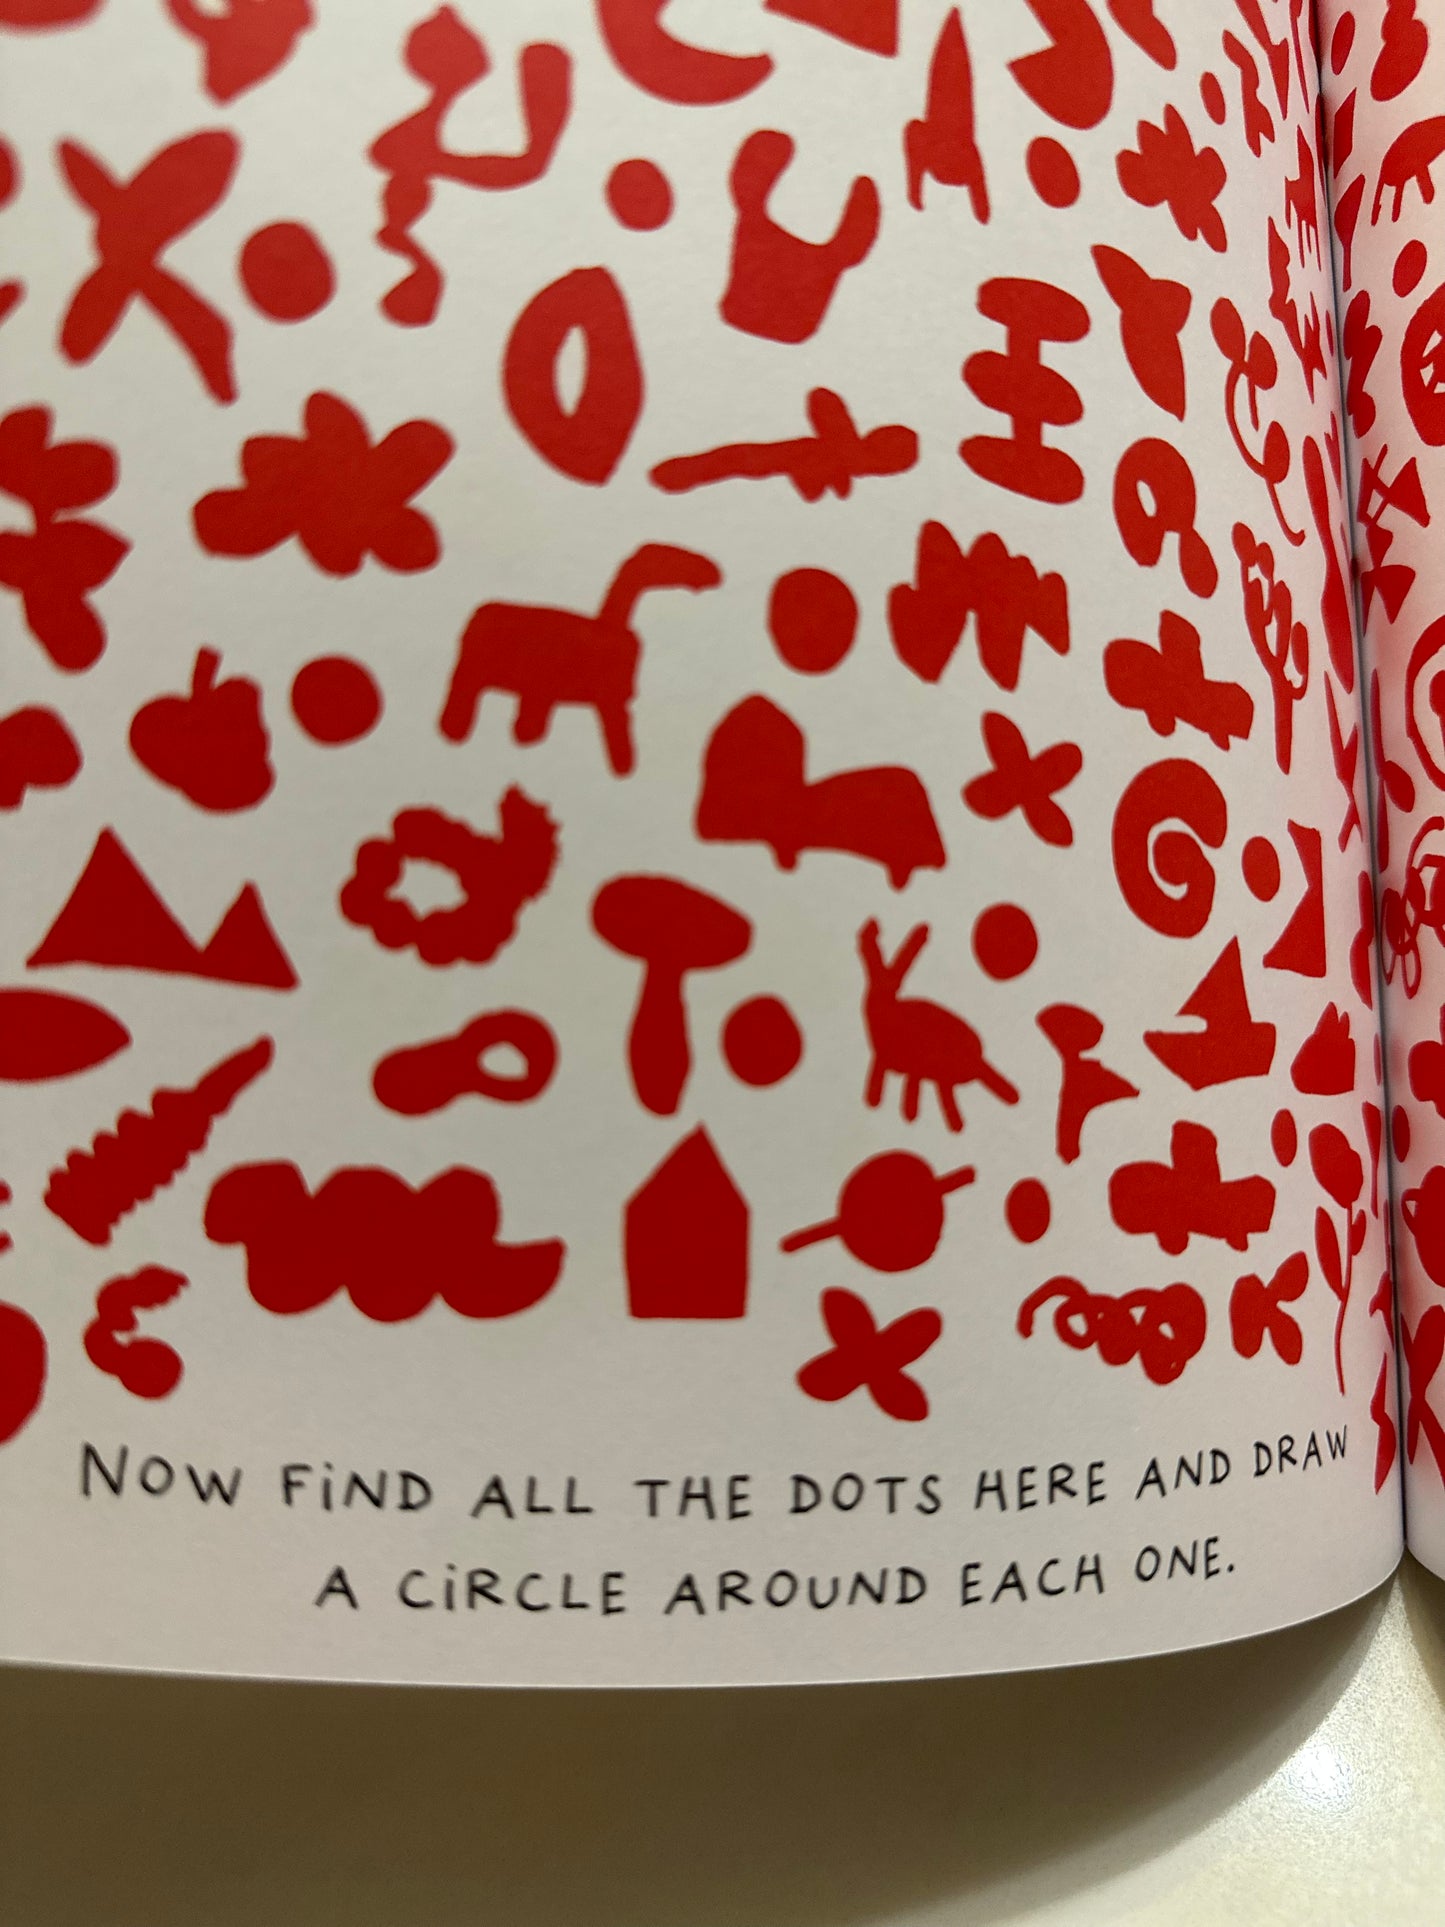 NOW FiND ALL THE DOTS HERE AND DRAW
A CiRCLE AROUND EACH ONE.